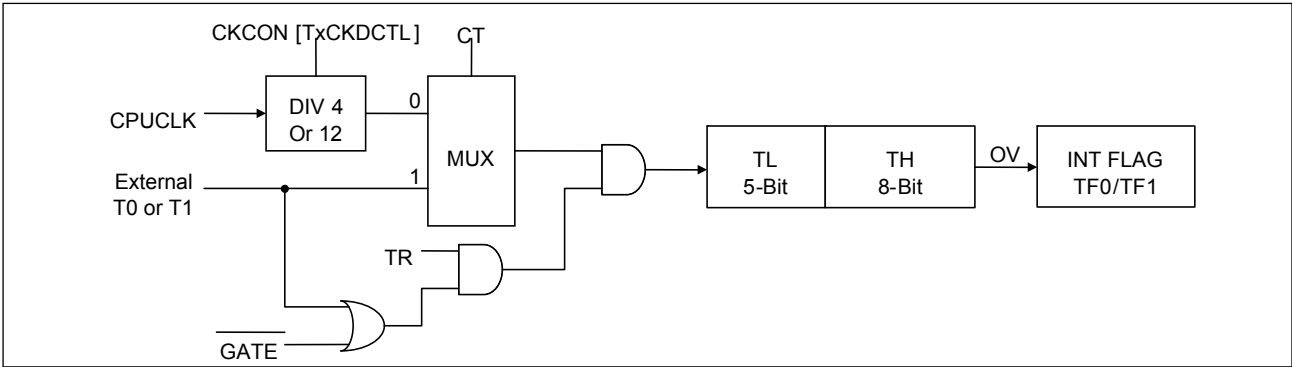 CKCON [TxCKDCTL]
CT
CPUCLK
DIV 4
Or 12
0
MUX
1
External
T0 or T1
TR
GATE
TL
5-Bit
TH
8-Bit
OV
INT FLAG
TF0/TF1